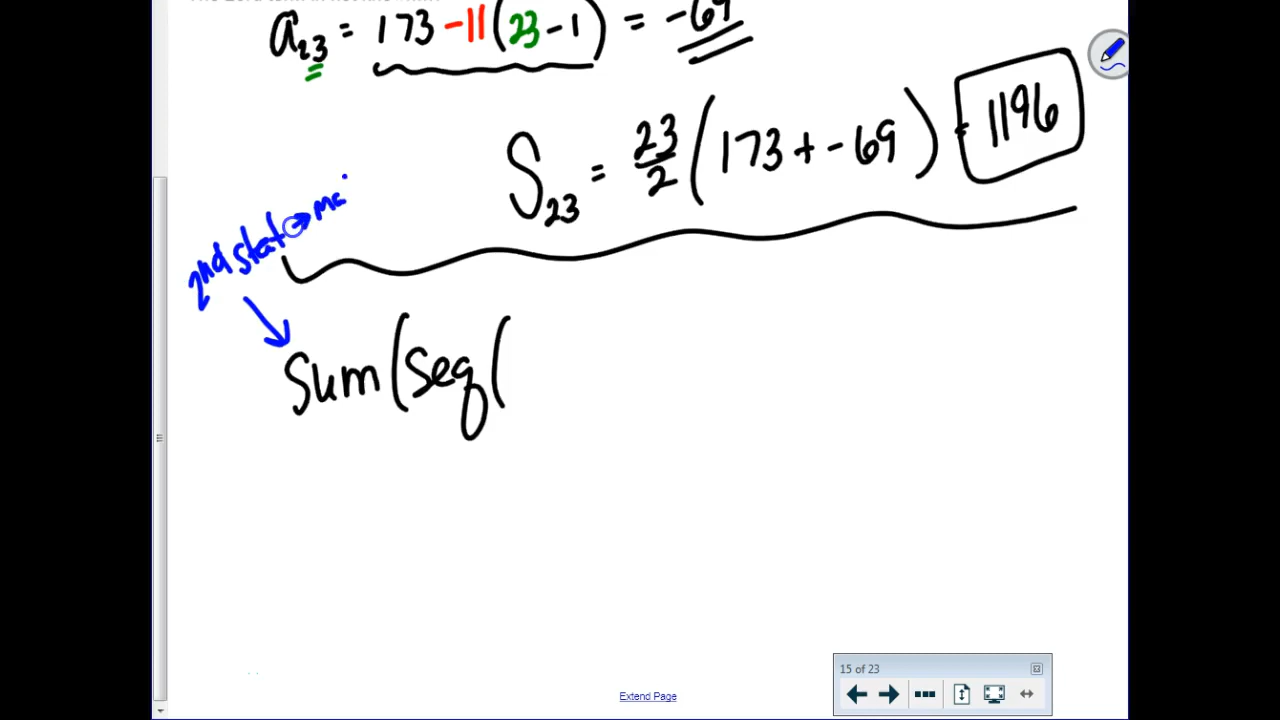 a₂₃ = 173 -11(23 - 1) = -69
S₂₃ = 23/2 (173 + -69) = 1196
2nd stat → ma
Sum(Seq(
Extend Page
15 of 23